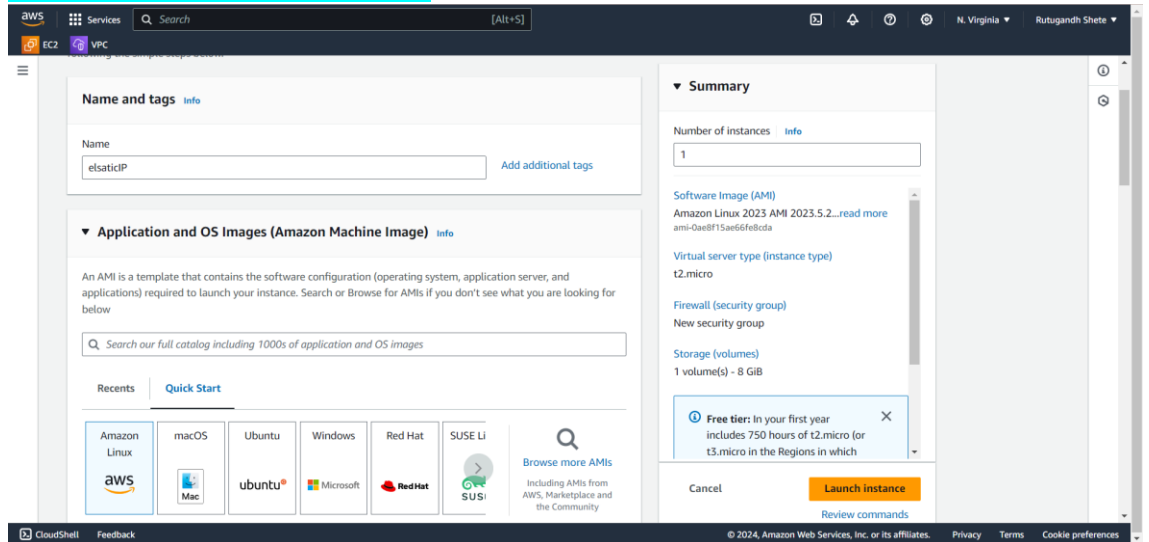 aws
Services
Search
[Alt+S]
N. Virginia ▼
Rutugandh Shete ▼
EC2
VPC
following the simple steps below.
Name and tags Info
Name
elsaticIP
Add additional tags
▼ Application and OS Images (Amazon Machine Image) Info
An AMI is a template that contains the software configuration (operating system, application server, and
applications) required to launch your instance. Search or Browse for AMIs if you don't see what you are looking for
below
Search our full catalog including 1000s of application and OS images
Recents
Quick Start
Amazon
Linux
aws
macOS
Mac
Ubuntu
ubuntu®
Windows
Microsoft
Red Hat
RedHat
SUSE Li
SUS
Browse more AMIs
Including AMIs from
AWS, Marketplace and
the Community
▼ Summary
Number of instances Info
1
Software Image (AMI)
Amazon Linux 2023 AMI 2023.5.2...read more
ami-0ae8f15ae66fe8cda
Virtual server type (instance type)
t2.micro
Firewall (security group)
New security group
Storage (volumes)
1 volume(s) - 8 GiB
Free tier: In your first year
includes 750 hours of t2.micro (or
t3.micro in the Regions in which
Cancel
Launch instance
Review commands
CloudShell
Feedback
© 2024, Amazon Web Services, Inc. or its affiliates.
Privacy
Terms
Cookie preferences